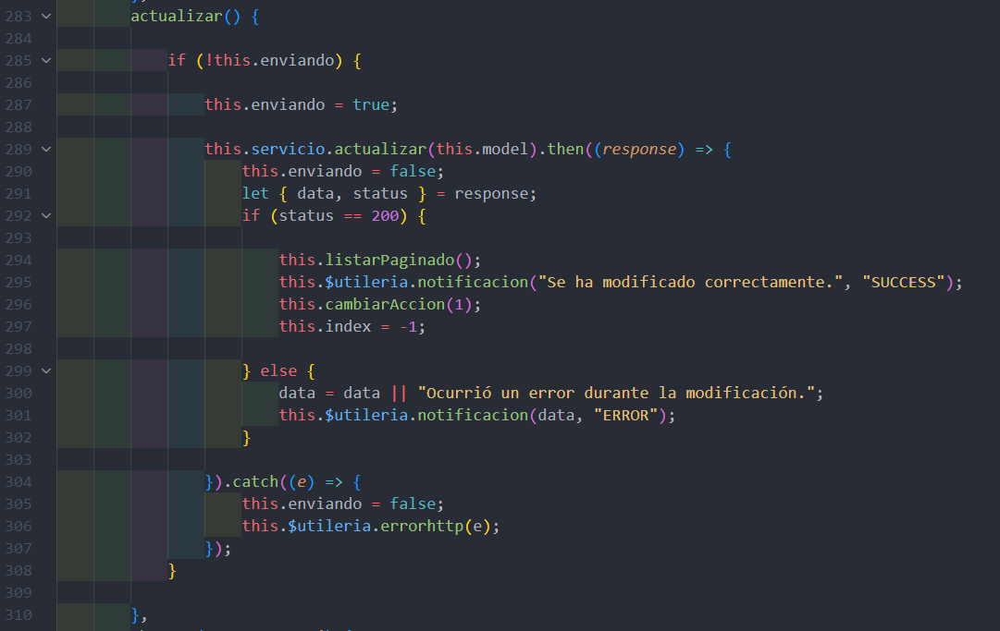 283 actualizar() {
284
285 if (!this.enviando) {
286
287 this.enviando = true;
288
289 this.servicio.actualizar(this.model).then((response) => {
290 this.enviando = false;
291 let { data, status } = response;
292 if (status == 200) {
293
294 this.listarPaginado();
295 this.$utileria.notificacion("Se ha modificado correctamente.", "SUCCESS");
296 this.cambiarAccion(1);
297 this.index = -1;
298
299 } else {
300 data = data || "Ocurrió un error durante la modificación.";
301 this.$utileria.notificacion(data, "ERROR");
302 }
303
304 }).catch((e) => {
305 this.enviando = false;
306 this.$utileria.errorhttp(e);
307 });
308 }
309
310 },